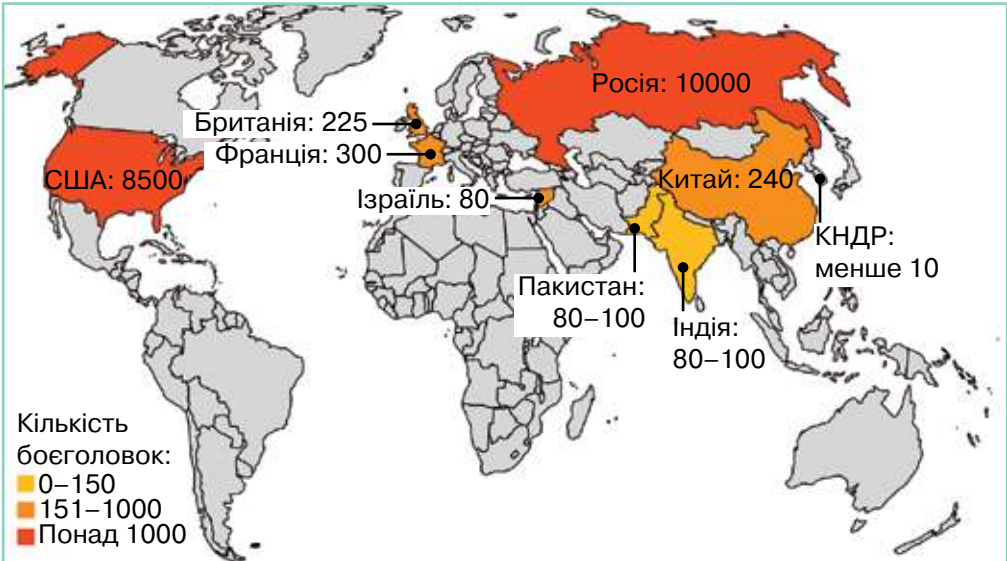 Росія: 10000
Британія: 225
Франція: 300
США: 8500
Китай: 240
Ізраїль: 80
КНДР:
менше 10
Пакистан:
80–100
Індія:
80–100
Кількість
боєголовок:
0–150
151–1000
Понад 1000